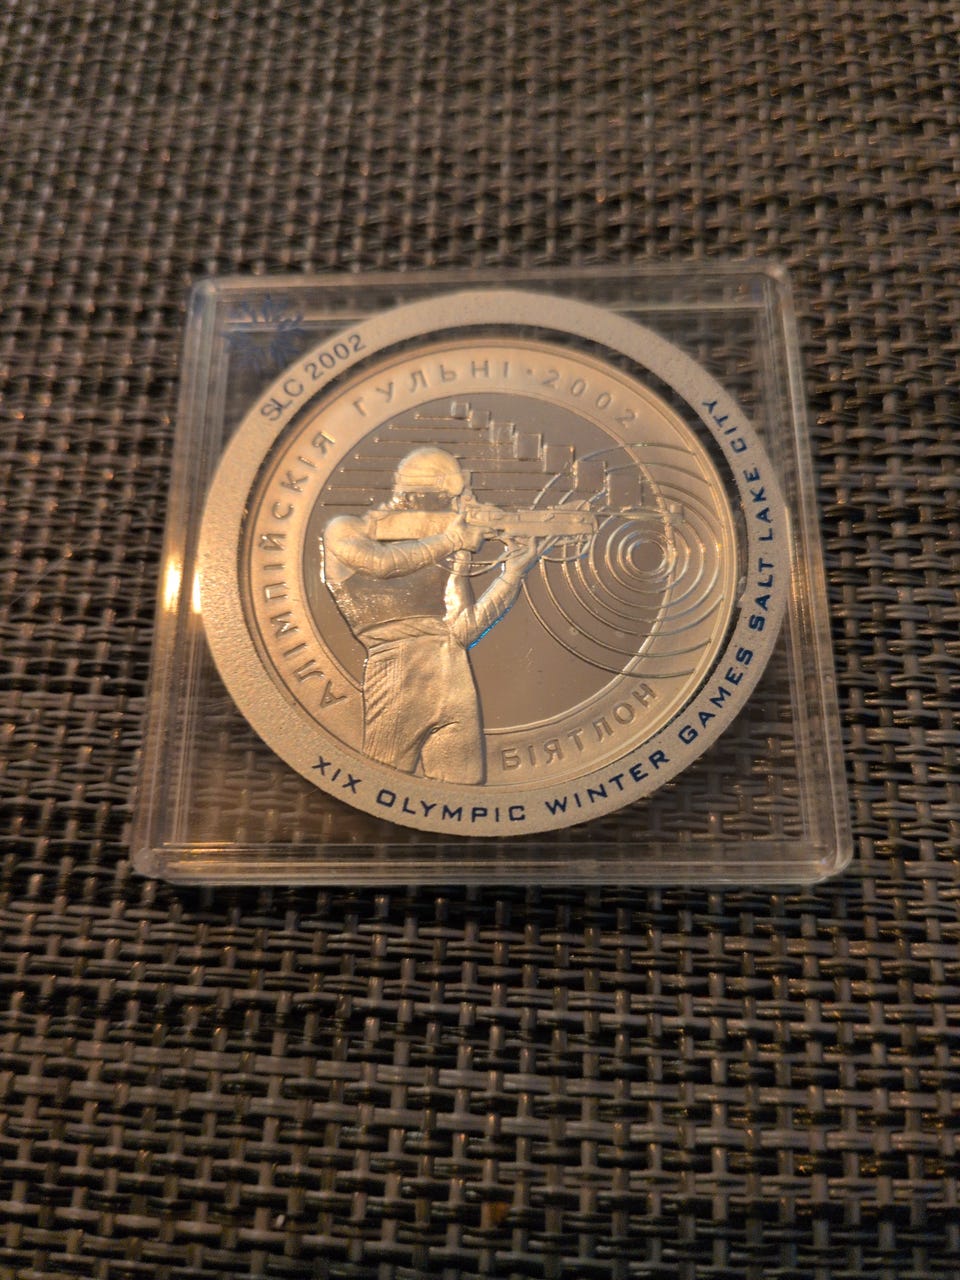 SLC 2002
АЛІМПІЙСКІЯ ГУЛЬНІ · 2002
БІЯТЛОН
XIX OLYMPIC WINTER GAMES SALT LAKE CITY